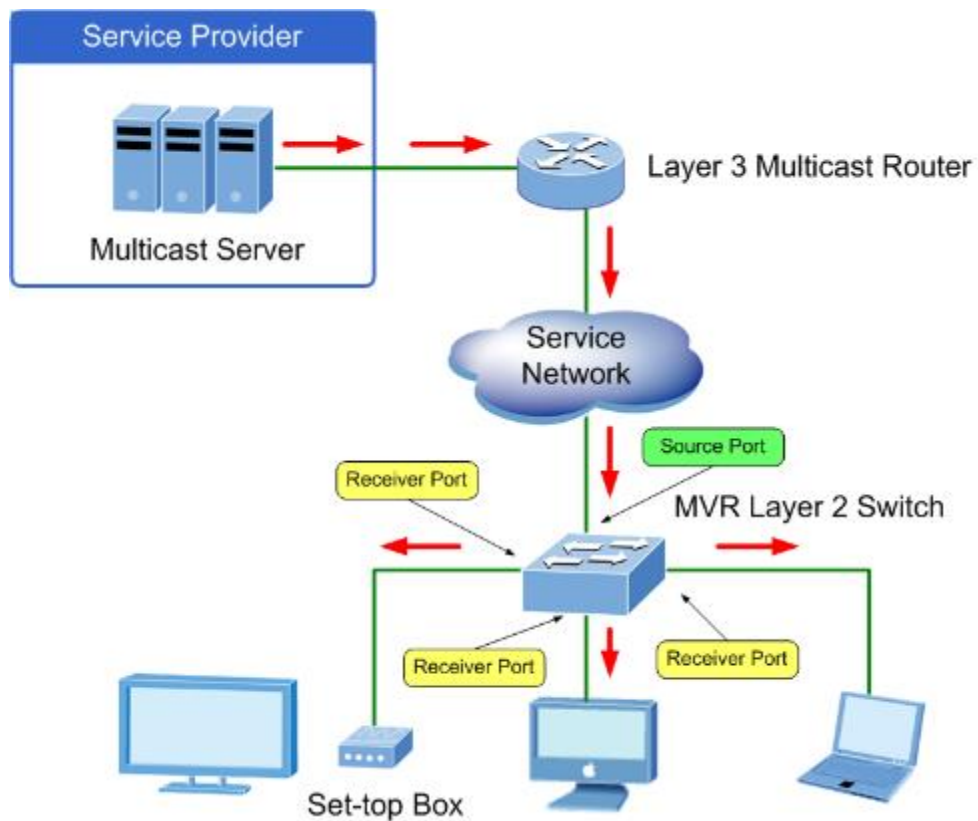 Service Provider
Multicast Server
Layer 3 Multicast Router
Service
Network
Source Port
Receiver Port
MVR Layer 2 Switch
Receiver Port
Receiver Port
Set-top Box